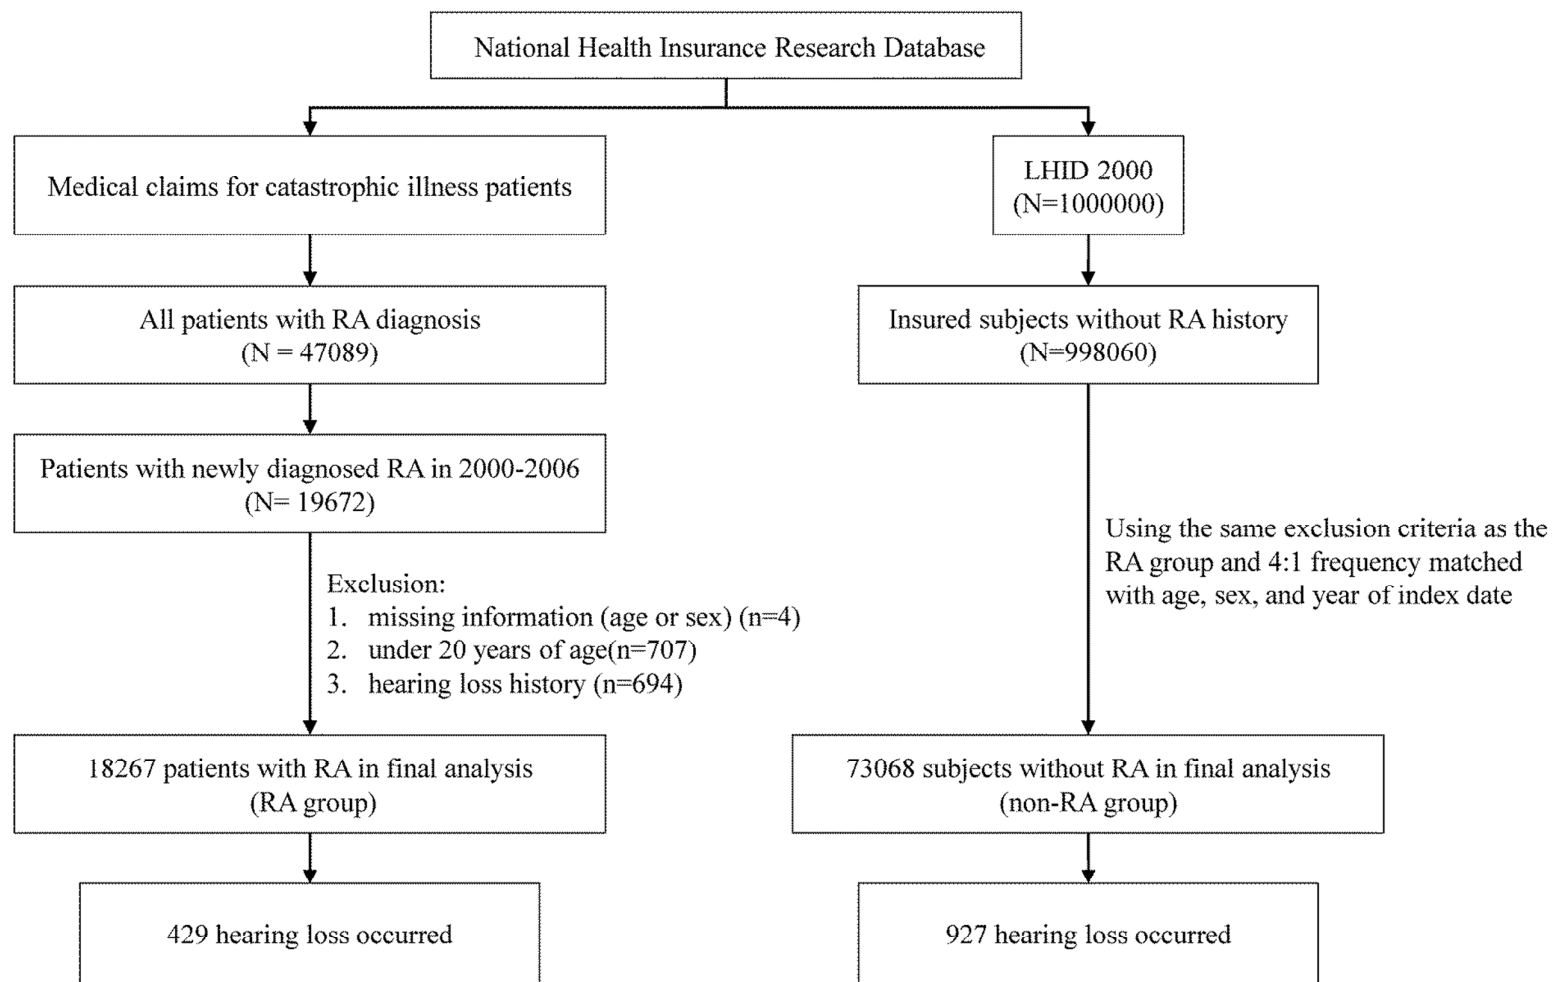 National Health Insurance Research Database
Medical claims for catastrophic illness patients
LHID 2000
(N=1000000)
All patients with RA diagnosis
(N = 47089)
Insured subjects without RA history
(N=998060)
Patients with newly diagnosed RA in 2000-2006
(N= 19672)
Using the same exclusion criteria as the
RA group and 4:1 frequency matched
with age, sex, and year of index date
Exclusion:
1. missing information (age or sex) (n=4)
2. under 20 years of age(n=707)
3. hearing loss history (n=694)
18267 patients with RA in final analysis
(RA group)
73068 subjects without RA in final analysis
(non-RA group)
429 hearing loss occurred
927 hearing loss occurred